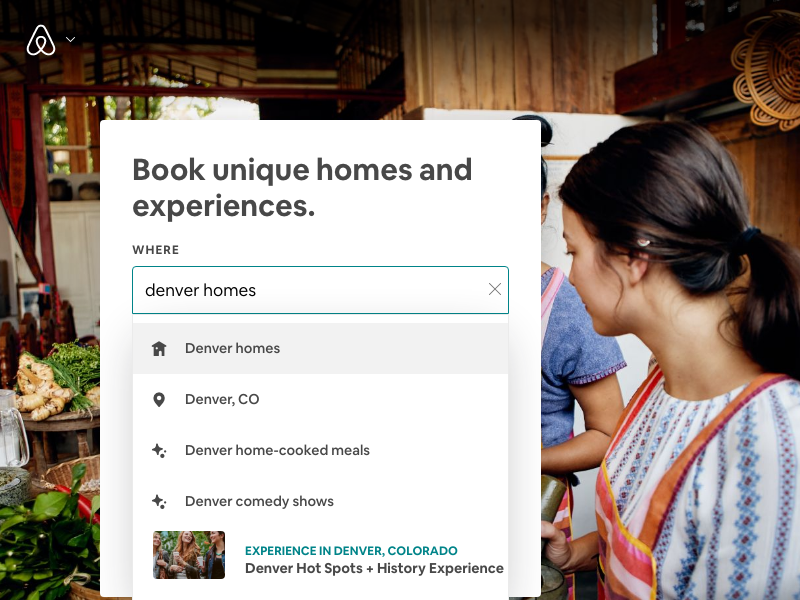 Book unique homes and
experiences.
WHERE
denver homes
Denver homes
Denver, CO
Denver home-cooked meals
Denver comedy shows
EXPERIENCE IN DENVER, COLORADO
Denver Hot Spots + History Experience